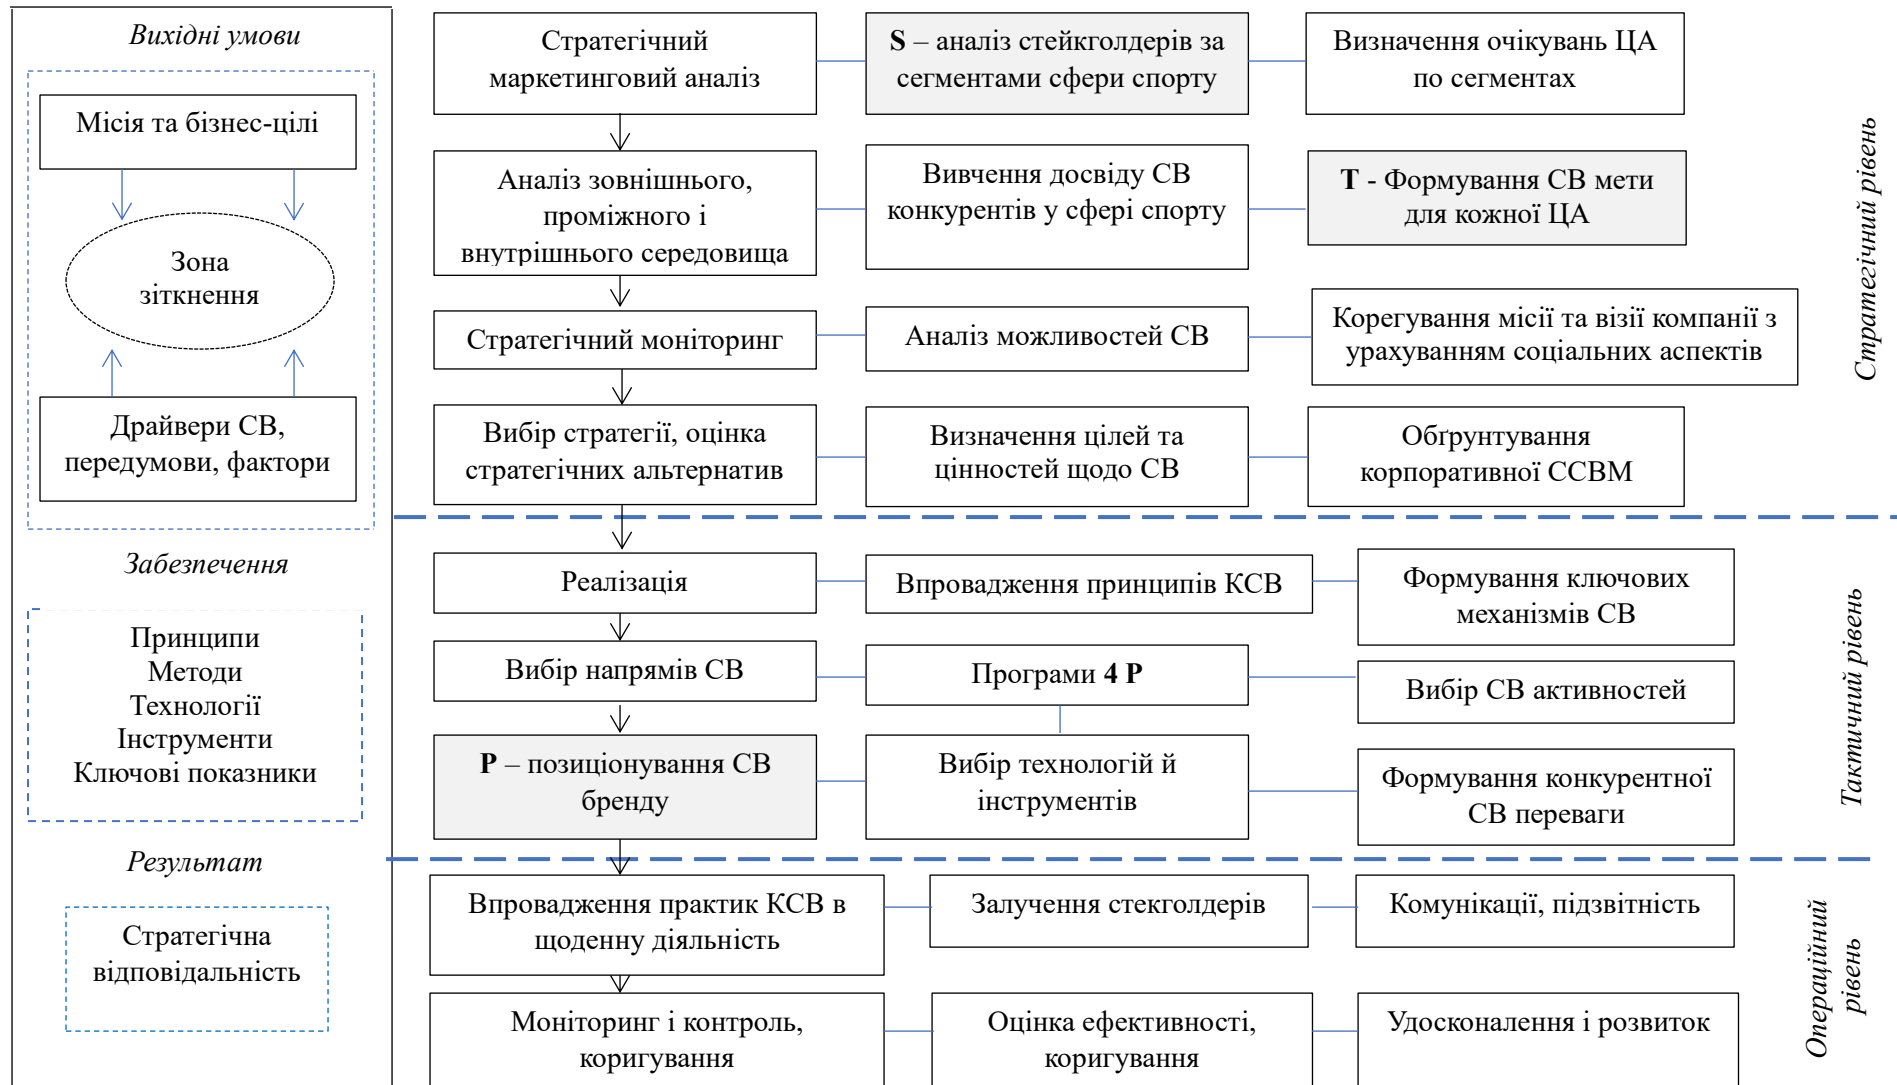 Вихідні умови
Місія та бізнес-цілі
Зона
зіткнення
Драйвери СВ,
передумови, фактори
Забезпечення
Принципи
Методи
Технології
Інструменти
Ключові показники
Результат
Стратегічна
відповідальність
Стратегічний
маркетинговий аналіз
S – аналіз стейкголдерів за
сегментами сфери спорту
Визначення очікувань ЦА
по сегментах
Аналіз зовнішнього,
проміжного і
внутрішнього середовища
Вивчення досвіду СВ
конкурентів у сфері спорту
Т - Формування СВ мети
для кожної ЦА
Стратегічний моніторинг
Аналіз можливостей СВ
Корегування місії та візії компанії з
урахуванням соціальних аспектів
Вибір стратегії, оцінка
стратегічних альтернатив
Визначення цілей та
цінностей щодо СВ
Обґрунтування
корпоративної ССВМ
Стратегічний рівень
Реалізація
Впровадження принципів КСВ
Формування ключових
механізмів СВ
Вибір напрямів СВ
Програми 4 Р
Вибір СВ активностей
Р – позиціонування СВ
бренду
Вибір технологій й
інструментів
Формування конкурентної
СВ переваги
Тактичний рівень
Впровадження практик КСВ в
щоденну діяльність
Залучення стекголдерів
Комунікації, підзвітність
Моніторинг і контроль,
коригування
Оцінка ефективності,
коригування
Удосконалення і розвиток
Операційний
рівень